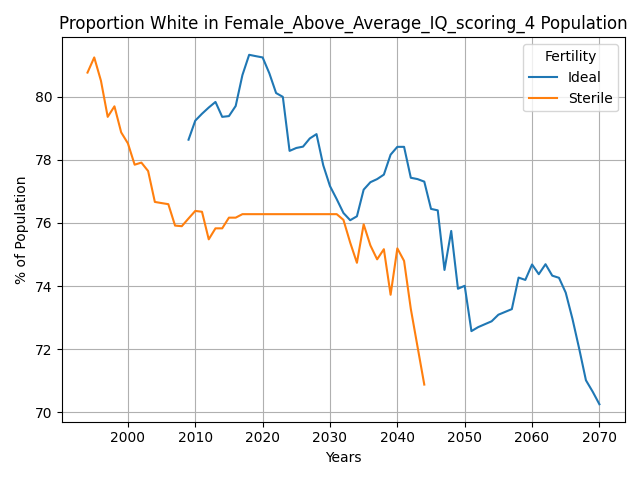 Proportion White in Female_Above_Average_IQ_scoring_4 Population
Fertility
Ideal
Sterile
% of Population
80
78
76
74
72
70
2000
2010
2020
2030
2040
2050
2060
2070
Years